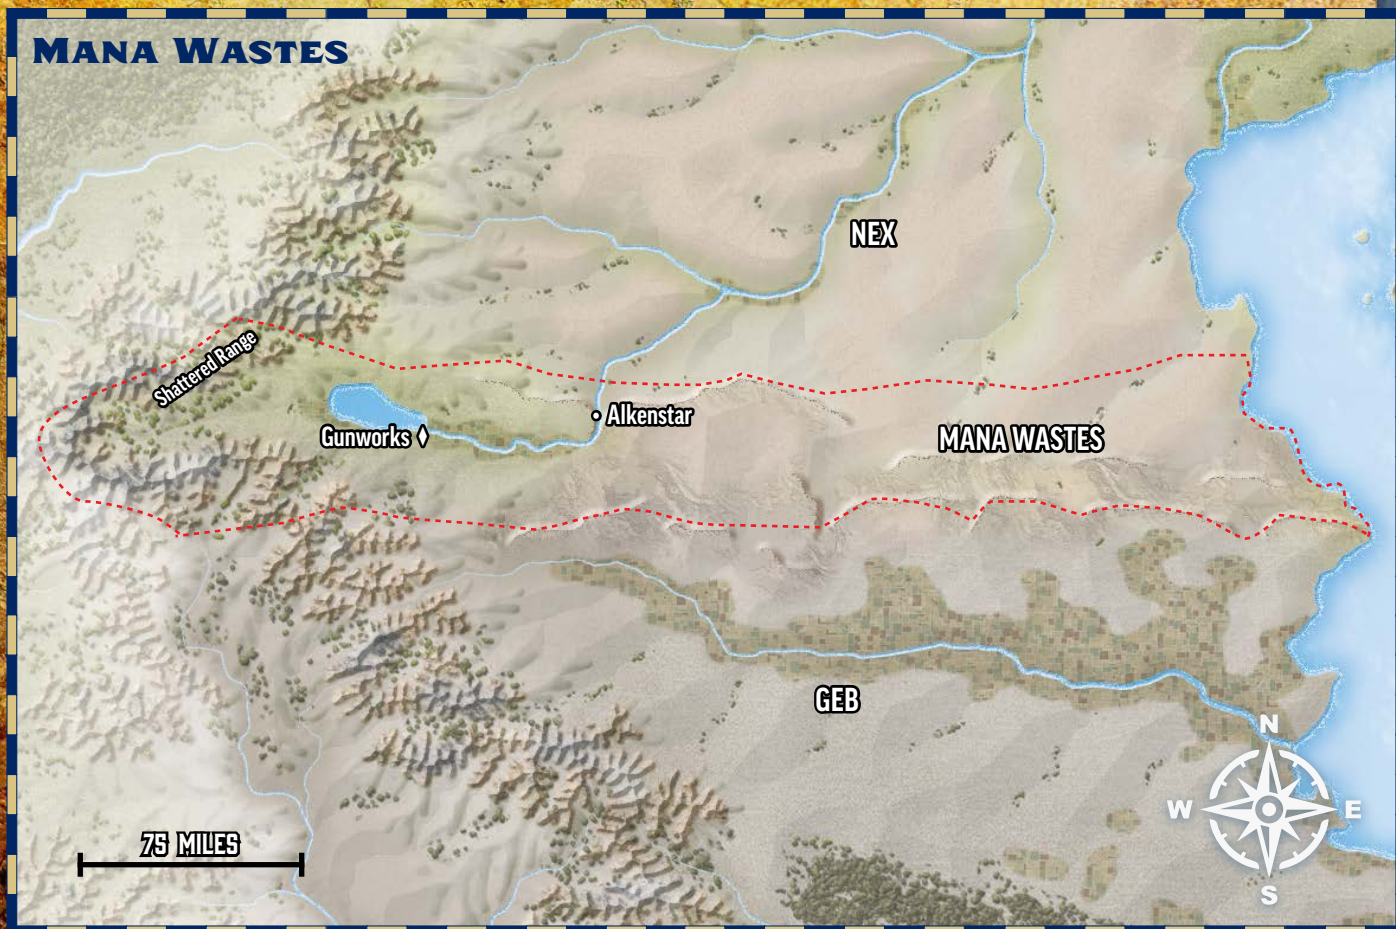 MANA WASTES
NEX
Shattered Range
Alkenstar
Gunworks
MANA WASTES
GEB
75 MILES
N
W
E
S